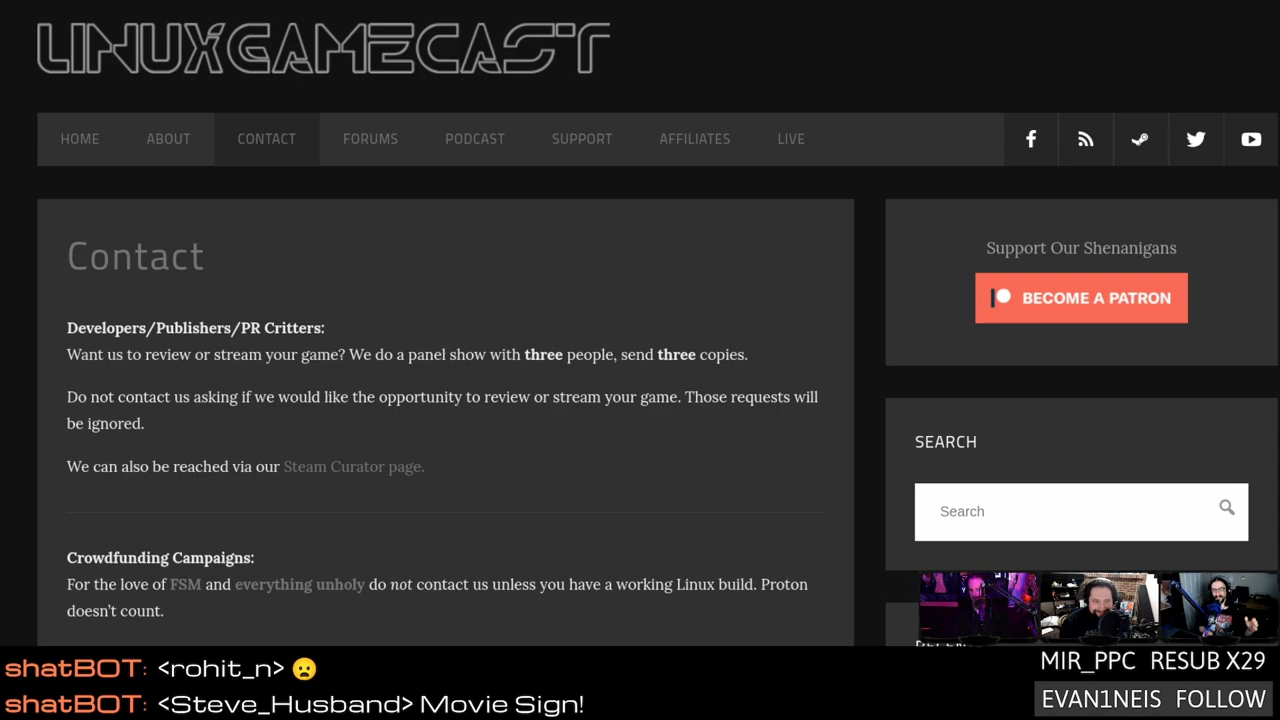 LINUXGAMECAST
HOME ABOUT CONTACT FORUMS PODCAST SUPPORT AFFILIATES LIVE
Contact
Developers/Publishers/PR Critters:
Want us to review or stream your game? We do a panel show with three people, send three copies.
Do not contact us asking if we would like the opportunity to review or stream your game. Those requests will
be ignored.
We can also be reached via our Steam Curator page.
Crowdfunding Campaigns:
For the love of FSM and everything unholy do not contact us unless you have a working Linux build. Proton
doesn't count.
Support Our Shenanigans
BECOME A PATRON
SEARCH
Search
shatBOT: <rohit_n> 😦
shatBOT: <Steve_Husband> Movie Sign!
MIR_PPC RESUB X29
EVAN1NEIS FOLLOW